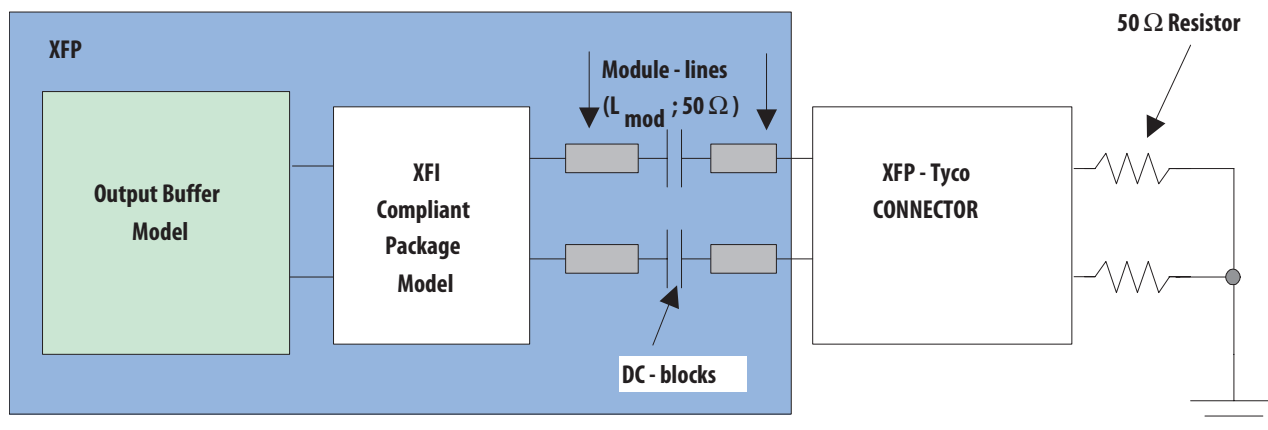 XFP
50 Ω Resistor
Module - lines
(L mod ; 50 Ω )
Output Buffer
Model
XFI
Compliant
Package
Model
XFP - Tyco
CONNECTOR
DC - blocks